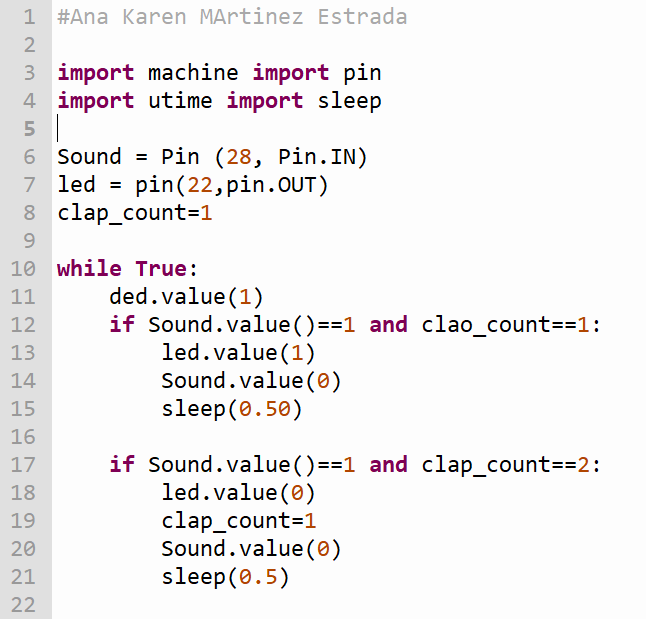 1 #Ana Karen MArtinez Estrada
2
3 import machine import pin
4 import utime import sleep
5
6 Sound = Pin (28, Pin.IN)
7 led = pin(22,pin.OUT)
8 clap_count=1
9
10 while True:
11     ded.value(1)
12     if Sound.value()==1 and clao_count==1:
13         led.value(1)
14         Sound.value(0)
15         sleep(0.50)
16
17     if Sound.value()==1 and clap_count==2:
18         led.value(0)
19         clap_count=1
20         Sound.value(0)
21         sleep(0.5)
22